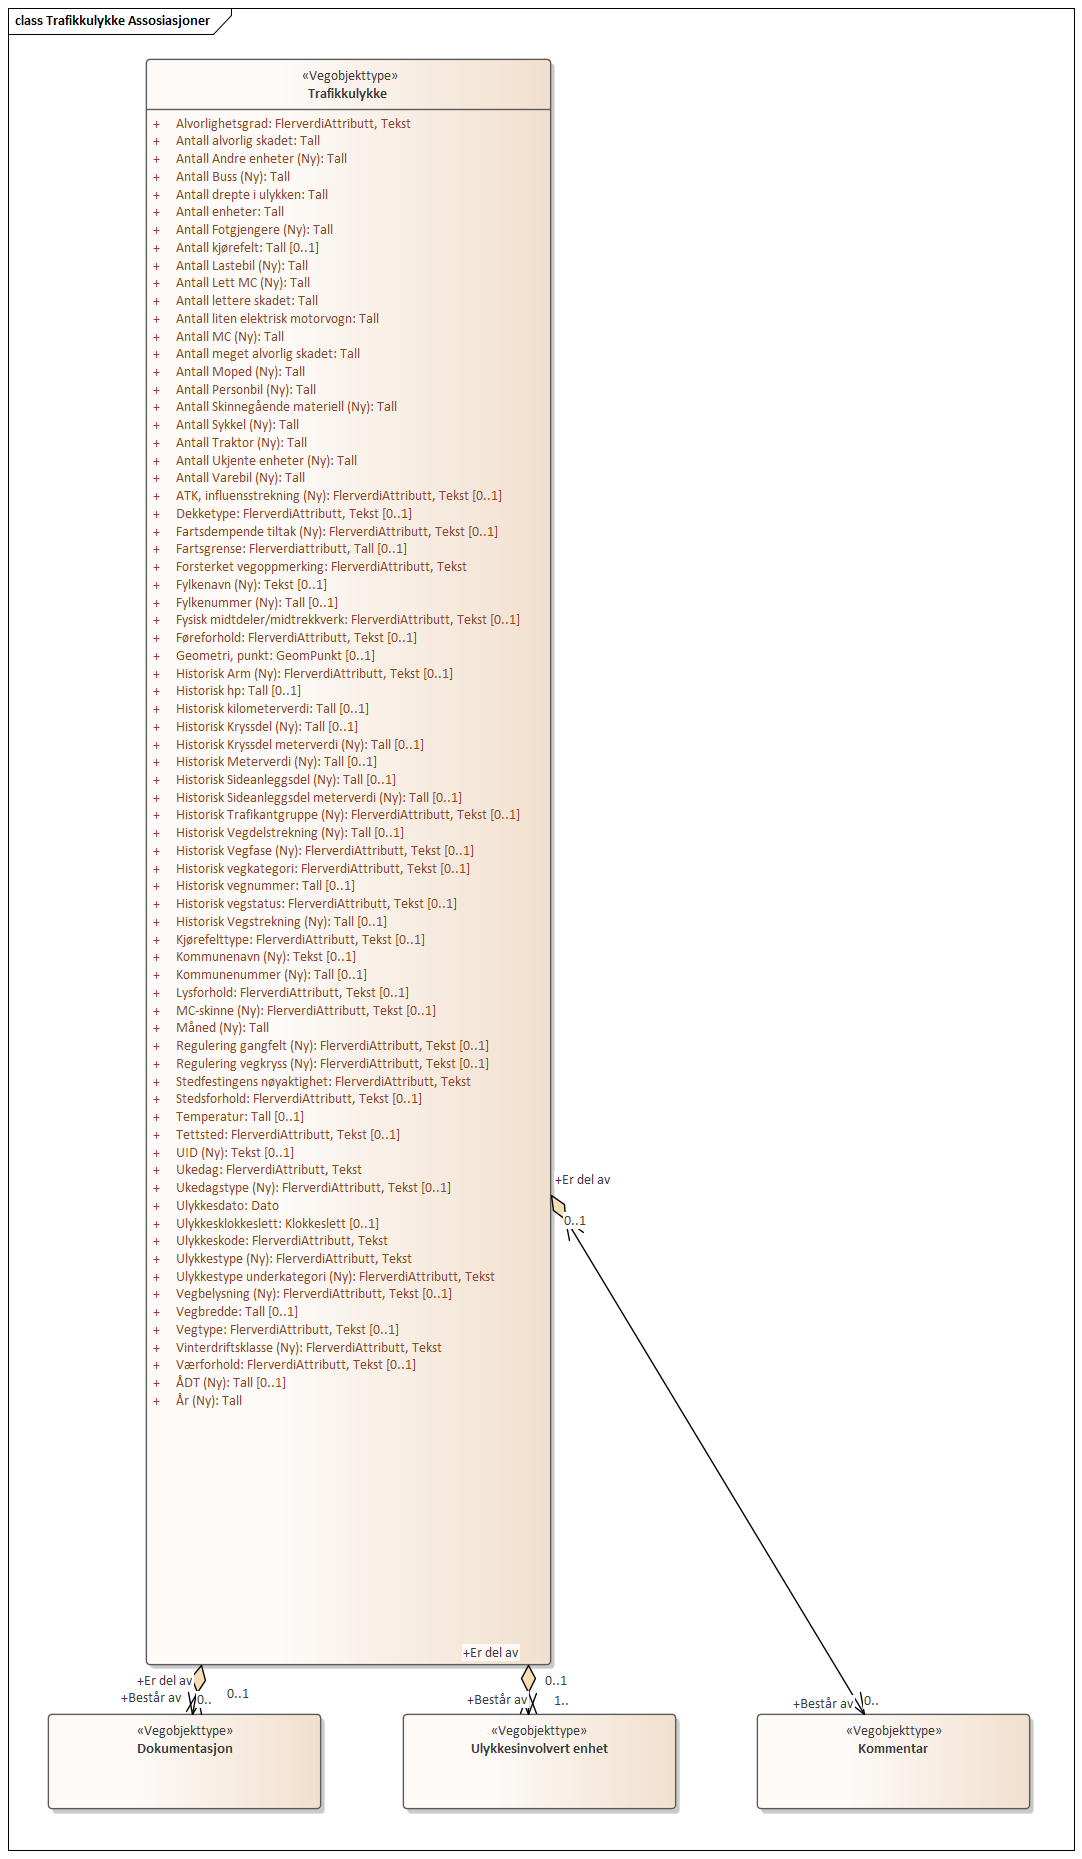 class Trafikkulykke Assosiasjoner
«Vegobjekttype»
Trafikkulykke
+ Alvorlighetsgrad: FlerverdiAttributt, Tekst
+ Antall alvorlig skadet: Tall
+ Antall Andre enheter (Ny): Tall
+ Antall Buss (Ny): Tall
+ Antall drepte i ulykken: Tall
+ Antall enheter: Tall
+ Antall Fotgjengere (Ny): Tall
+ Antall kjørefelt: Tall [0..1]
+ Antall Lastebil (Ny): Tall
+ Antall Lett MC (Ny): Tall
+ Antall lettere skadet: Tall
+ Antall liten elektrisk motorvogn: Tall
+ Antall MC (Ny): Tall
+ Antall meget alvorlig skadet: Tall
+ Antall Moped (Ny): Tall
+ Antall Personbil (Ny): Tall
+ Antall Skinnegående materiell (Ny): Tall
+ Antall Sykkel (Ny): Tall
+ Antall Traktor (Ny): Tall
+ Antall Ukjente enheter (Ny): Tall
+ Antall Varebil (Ny): Tall
+ ATK, influensstrekning (Ny): FlerverdiAttributt, Tekst [0..1]
+ Dekketype: FlerverdiAttributt, Tekst [0..1]
+ Fartsdempende tiltak (Ny): FlerverdiAttributt, Tekst [0..1]
+ Fartsgrense: Flerverdiattributt, Tall [0..1]
+ Forsterket vegoppmerking: FlerverdiAttributt, Tekst
+ Fylkenavn (Ny): Tekst [0..1]
+ Fylkenummer (Ny): Tall [0..1]
+ Fysisk midtdeler/midtrekkverk: FlerverdiAttributt, Tekst [0..1]
+ Føreforhold: FlerverdiAttributt, Tekst [0..1]
+ Geometri, punkt: GeomPunkt [0..1]
+ Historisk Arm (Ny): FlerverdiAttributt, Tekst [0..1]
+ Historisk hp: Tall [0..1]
+ Historisk kilometerverdi: Tall [0..1]
+ Historisk Kryssdel (Ny): Tall [0..1]
+ Historisk Kryssdel meterverdi (Ny): Tall [0..1]
+ Historisk Meterverdi (Ny): Tall [0..1]
+ Historisk Sideanleggsdel (Ny): Tall [0..1]
+ Historisk Sideanleggsdel meterverdi (Ny): Tall [0..1]
+ Historisk Trafikantgruppe (Ny): FlerverdiAttributt, Tekst [0..1]
+ Historisk Vegdelstrekning (Ny): Tall [0..1]
+ Historisk Vegfase (Ny): FlerverdiAttributt, Tekst [0..1]
+ Historisk vegkategori: FlerverdiAttributt, Tekst [0..1]
+ Historisk vegnummer: Tall [0..1]
+ Historisk vegstatus: FlerverdiAttributt, Tekst [0..1]
+ Historisk Vegstrekning (Ny): Tall [0..1]
+ Kjørefelttype: FlerverdiAttributt, Tekst [0..1]
+ Kommunenavn (Ny): Tekst [0..1]
+ Kommunenummer (Ny): Tall [0..1]
+ Lysforhold: FlerverdiAttributt, Tekst [0..1]
+ MC-skinne (Ny): FlerverdiAttributt, Tekst [0..1]
+ Måned (Ny): Tall
+ Regulering gangfelt (Ny): FlerverdiAttributt, Tekst [0..1]
+ Regulering vegkryss (Ny): FlerverdiAttributt, Tekst [0..1]
+ Stedfestingens nøyaktighet: FlerverdiAttributt, Tekst
+ Stedsforhold: FlerverdiAttributt, Tekst [0..1]
+ Temperatur: Tall [0..1]
+ Tettsted: FlerverdiAttributt, Tekst [0..1]
+ UID (Ny): Tekst [0..1]
+ Ukedag: FlerverdiAttributt, Tekst
+ Ukedagstype (Ny): FlerverdiAttributt, Tekst [0..1]
+ Ulykkesdato: Dato
+ Ulykkesklokkeslett: Klokkeslett [0..1]
+ Ulykkeskode: FlerverdiAttributt, Tekst
+ Ulykkestype (Ny): FlerverdiAttributt, Tekst
+ Ulykkestype underkategori (Ny): FlerverdiAttributt, Tekst
+ Vegbelysning (Ny): FlerverdiAttributt, Tekst [0..1]
+ Vegbredde: Tall [0..1]
+ Vegtype: FlerverdiAttributt, Tekst [0..1]
+ Vinterdriftsklasse (Ny): FlerverdiAttributt, Tekst
+ Værforhold: FlerverdiAttributt, Tekst [0..1]
+ ÅDT (Ny): Tall [0..1]
+ År (Ny): Tall
+Er del av
0..1
+Er del av
0..1
+Består av
0..
+Er del av
0..1
+Består av
1..
+Består av
0..
«Vegobjekttype»
Dokumentasjon
«Vegobjekttype»
Ulykkesinvolvert enhet
«Vegobjekttype»
Kommentar